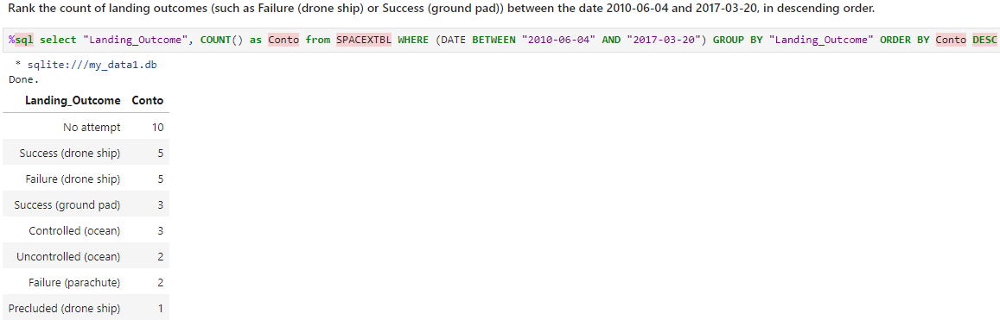 Rank the count of landing outcomes (such as Failure (drone ship) or Success (ground pad)) between the date 2010-06-04 and 2017-03-20, in descending order.
%sql select "Landing_Outcome", COUNT() as Conto from SPACEXTBL WHERE (DATE BETWEEN "2010-06-04" AND "2017-03-20") GROUP BY "Landing_Outcome" ORDER BY Conto DESC
* sqlite:///my_data1.db
Done.
Landing_Outcome Conto
No attempt 10
Success (drone ship) 5
Failure (drone ship) 5
Success (ground pad) 3
Controlled (ocean) 3
Uncontrolled (ocean) 2
Failure (parachute) 2
Precluded (drone ship) 1